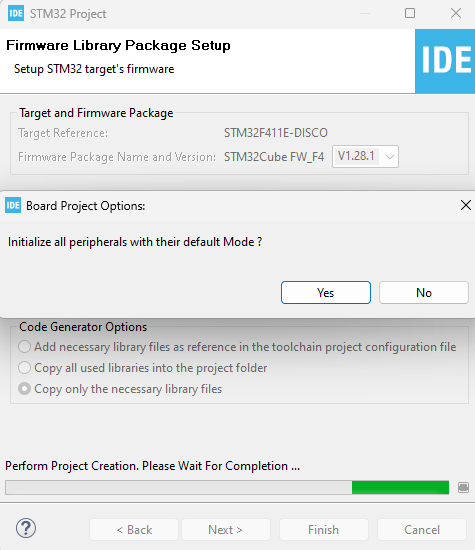 IDE STM32 Project
Firmware Library Package Setup
Setup STM32 target's firmware
IDE
Target and Firmware Package
Target Reference: STM32F411E-DISCO
Firmware Package Name and Version: STM32Cube FW_F4 V1.28.1
IDE Board Project Options:
Initialize all peripherals with their default Mode ?
Yes No
Code Generator Options
Add necessary library files as reference in the toolchain project configuration file
Copy all used libraries into the project folder
Copy only the necessary library files
Perform Project Creation. Please Wait For Completion ...
? < Back Next > Finish Cancel